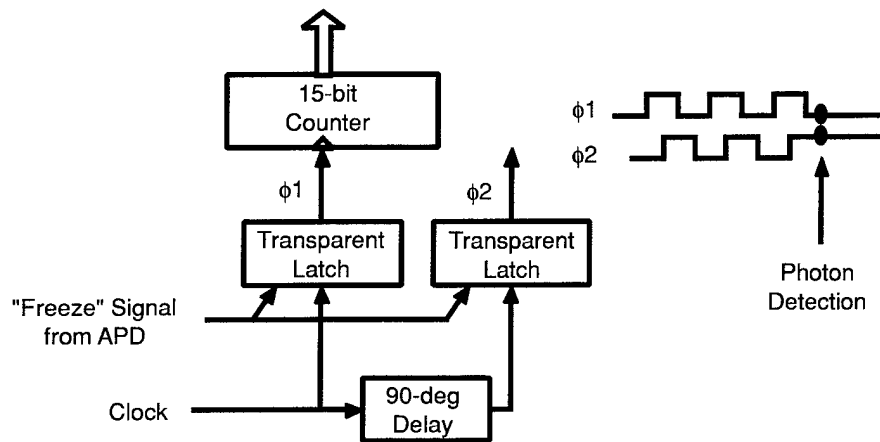 15-bit
Counter
ϕ1
ϕ2
ϕ1
ϕ2
Transparent
Latch
Transparent
Latch
Photon
Detection
"Freeze" Signal
from APD
Clock
90-deg
Delay